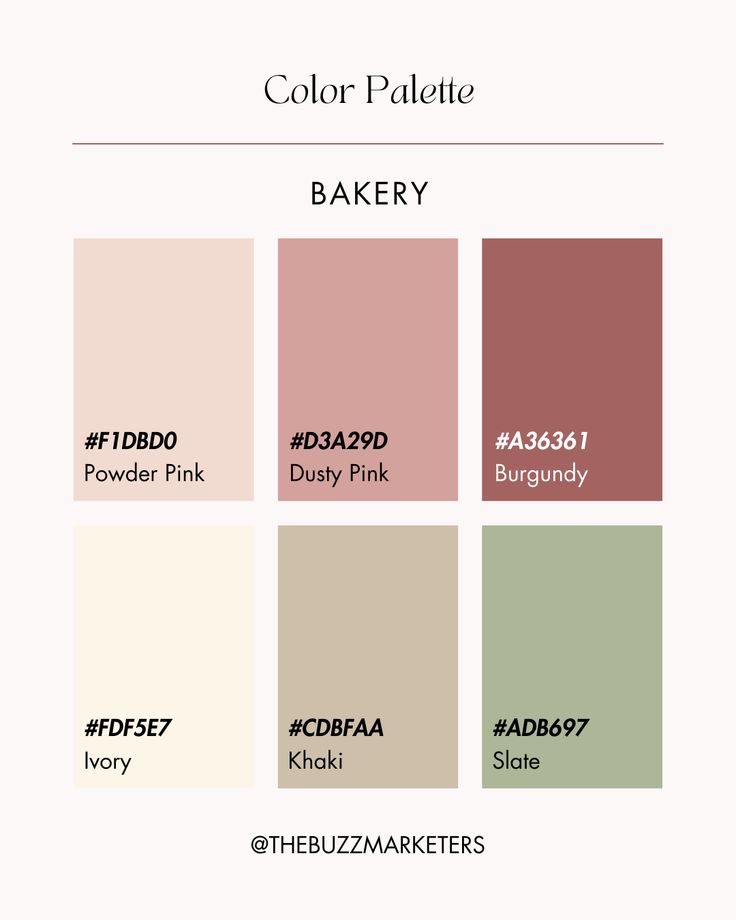 Color Palette
BAKERY
#F1DBD0
Powder Pink
#D3A29D
Dusty Pink
#A36361
Burgundy
#FDF5E7
Ivory
#CDBFAA
Khaki
#ADB697
Slate
@THEBUZZMARKETERS